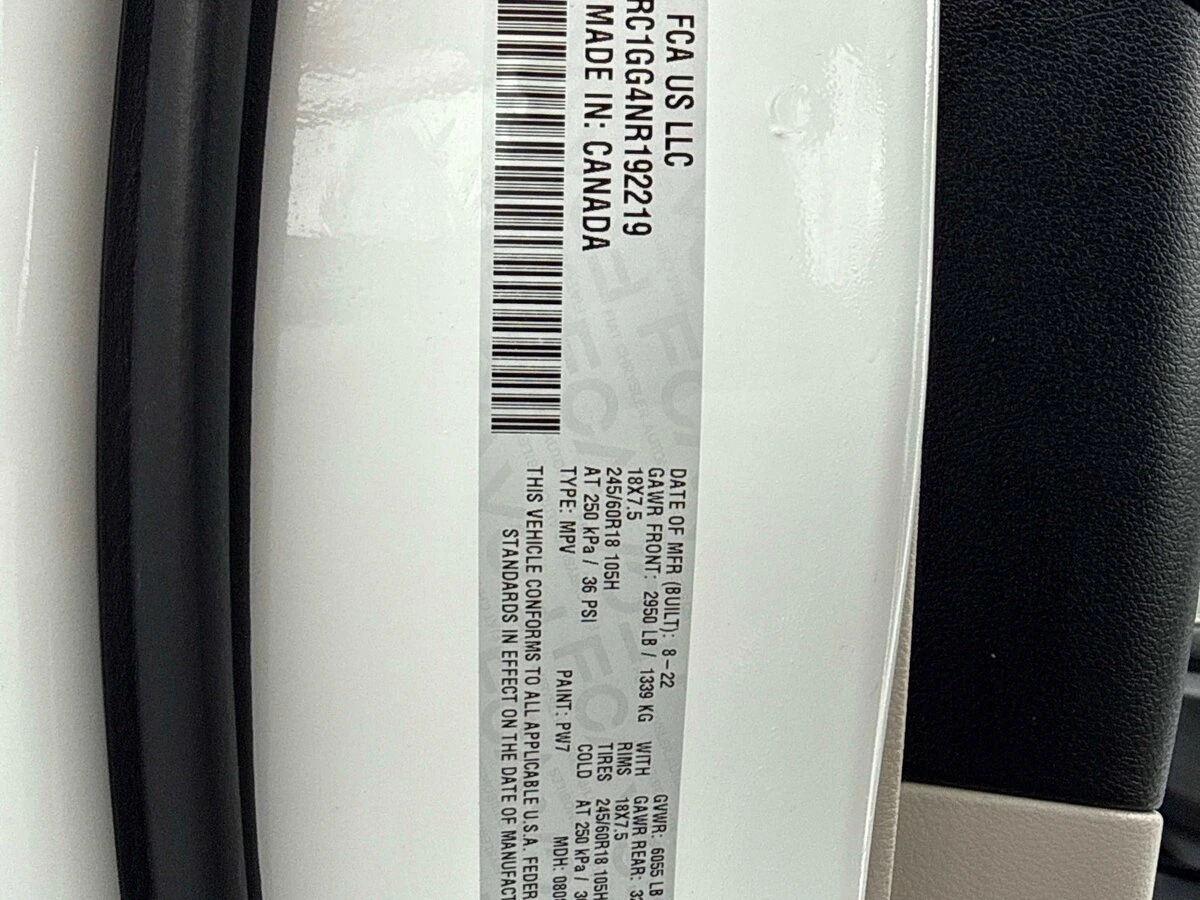 FCA US LLC
RC1GG4NR192219
MADE IN: CANADA
DATE OF MFR (BUILT): 8-22
GAWR FRONT: 2950 LB / 1339 KG WITH
18X7.5 RIMS
245/60R18 105H TIRES
AT 250 kPa / 36 PSI COLD
GVWR: 6055 LB
GAWR REAR:
18X7.5
245/60R18 105H
AT 250 kPa /
TYPE: MPV PAINT: PW7 MDH:
THIS VEHICLE CONFORMS TO ALL APPLICABLE U.S.A.
STANDARDS IN EFFECT ON THE DATE OF